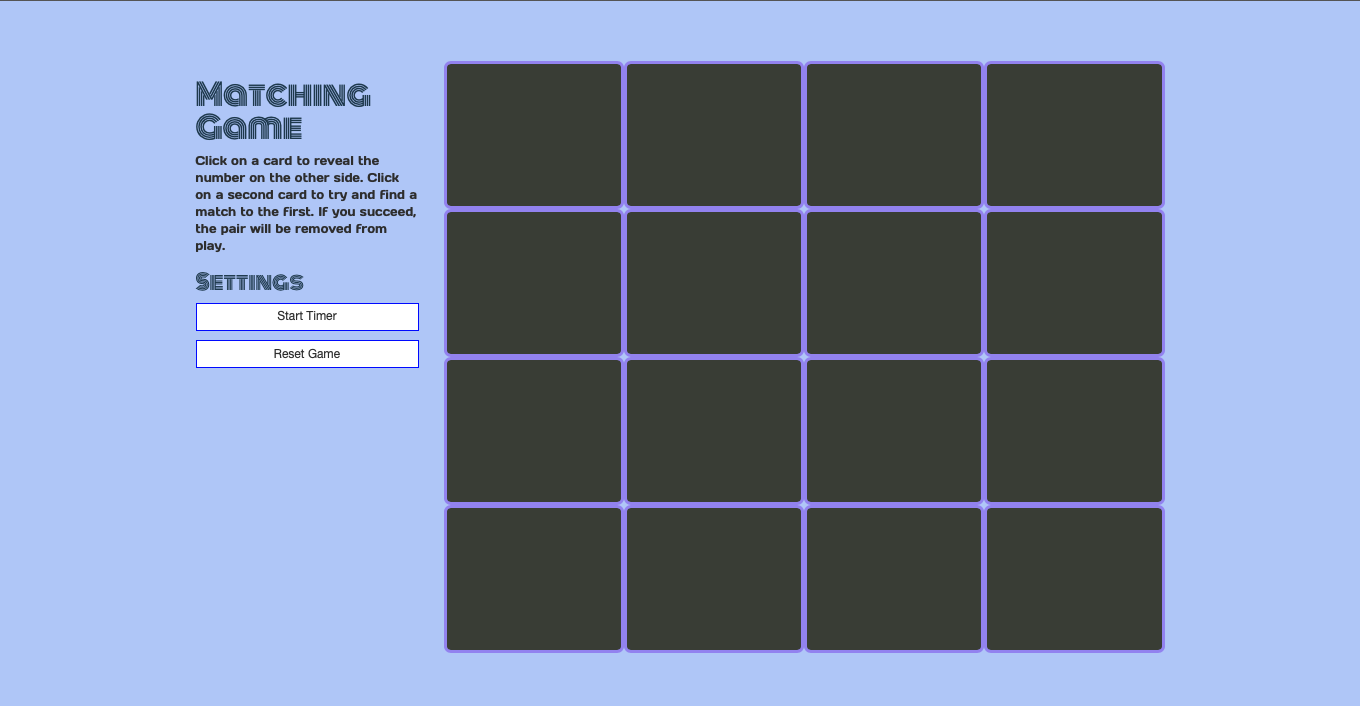 Matching
Game
Click on a card to reveal the
number on the other side. Click
on a second card to try and find a
match to the first. If you succeed,
the pair will be removed from
play.
Settings
Start Timer
Reset Game